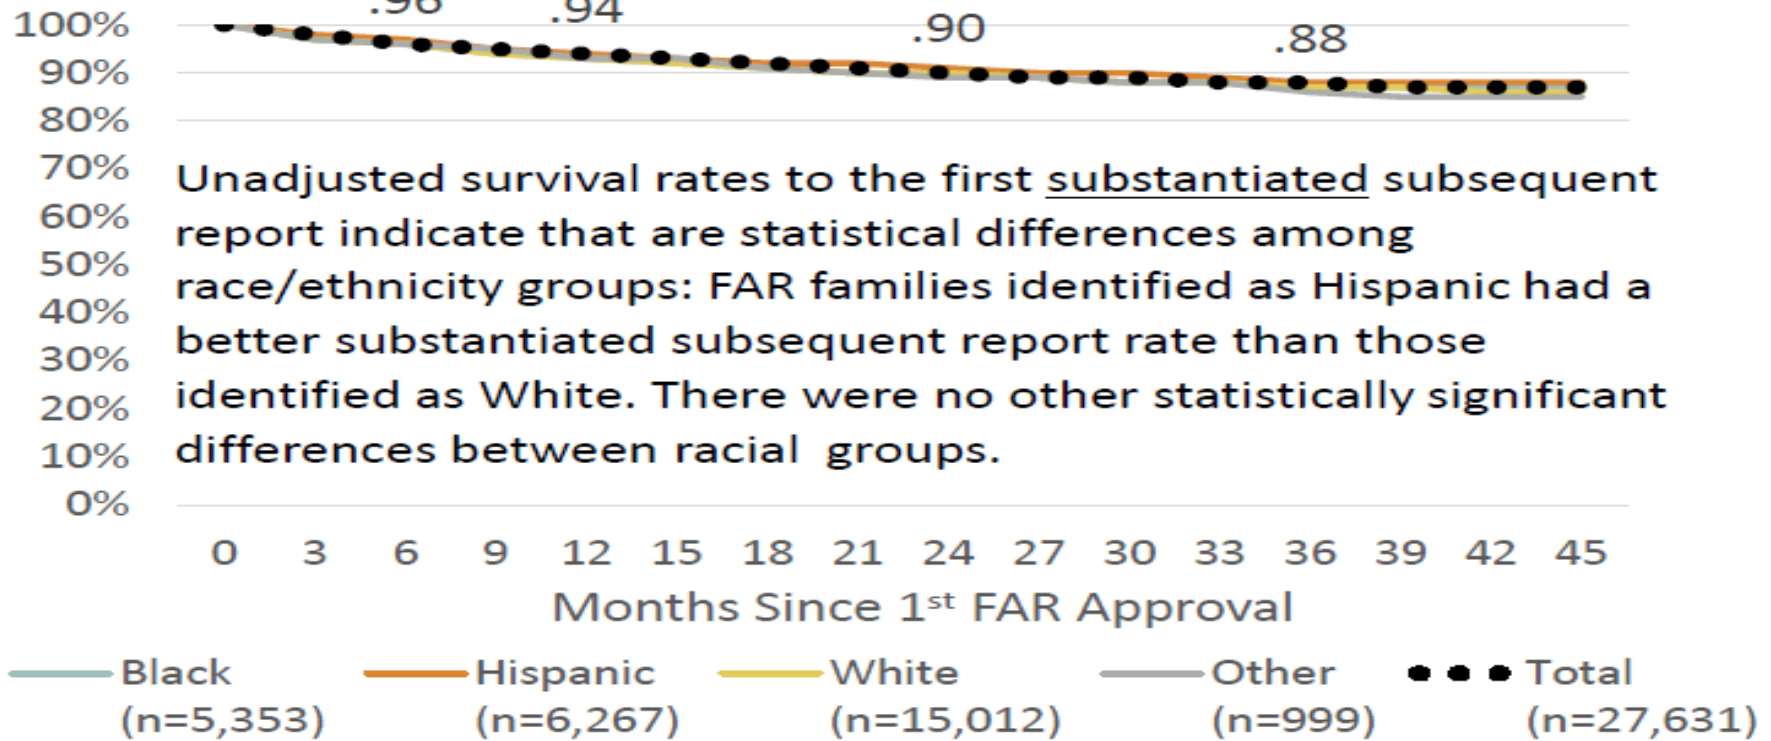 .96 .94
100% .90 .88
90%
80%
70%
Unadjusted survival rates to the first substantiated subsequent
60%
report indicate that are statistical differences among
50%
race/ethnicity groups: FAR families identified as Hispanic had a
40%
better substantiated subsequent report rate than those
30%
identified as White. There were no other statistically significant
20%
differences between racial  groups.
10%
0%
0 3 6 9 12 15 18 21 24 27 30 33 36 39 42 45
Months Since 1st FAR Approval
Black Hispanic White Other Total
(n=5,353) (n=6,267) (n=15,012) (n=999) (n=27,631)